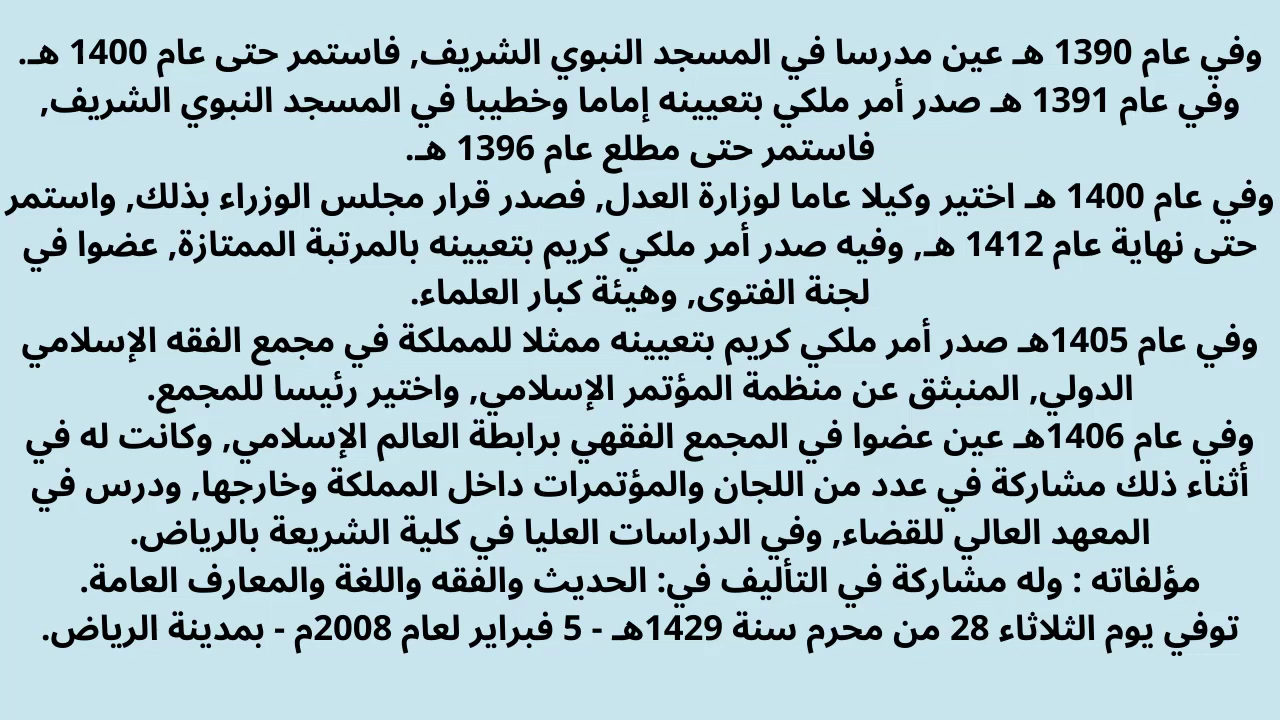 وفي عام 1390 هـ عين مدرسا في المسجد النبوي الشريف, فاستمر حتى عام 1400 هـ.
وفي عام 1391 هـ صدر أمر ملكي بتعيينه إماما وخطيبا في المسجد النبوي الشريف,
فاستمر حتى مطلع عام 1396 هـ.
وفي عام 1400 هـ اختير وكيلا عاما لوزارة العدل, فصدر قرار مجلس الوزراء بذلك, واستمر
حتى نهاية عام 1412 هـ, وفيه صدر أمر ملكي كريم بتعيينه بالمرتبة الممتازة, عضوا في
لجنة الفتوى, وهيئة كبار العلماء.
وفي عام 1405هـ صدر أمر ملكي كريم بتعيينه ممثلا للمملكة في مجمع الفقه الإسلامي
الدولي, المنبثق عن منظمة المؤتمر الإسلامي, واختير رئيسا للمجمع.
وفي عام 1406هـ عين عضوا في المجمع الفقهي برابطة العالم الإسلامي, وكانت له في
أثناء ذلك مشاركة في عدد من اللجان والمؤتمرات داخل المملكة وخارجها, ودرس في
المعهد العالي للقضاء, وفي الدراسات العليا في كلية الشريعة بالرياض.
مؤلفاته : وله مشاركة في التأليف في: الحديث والفقه واللغة والمعارف العامة.
توفي يوم الثلاثاء 28 من محرم سنة 1429هـ - 5 فبراير لعام 2008م - بمدينة الرياض.